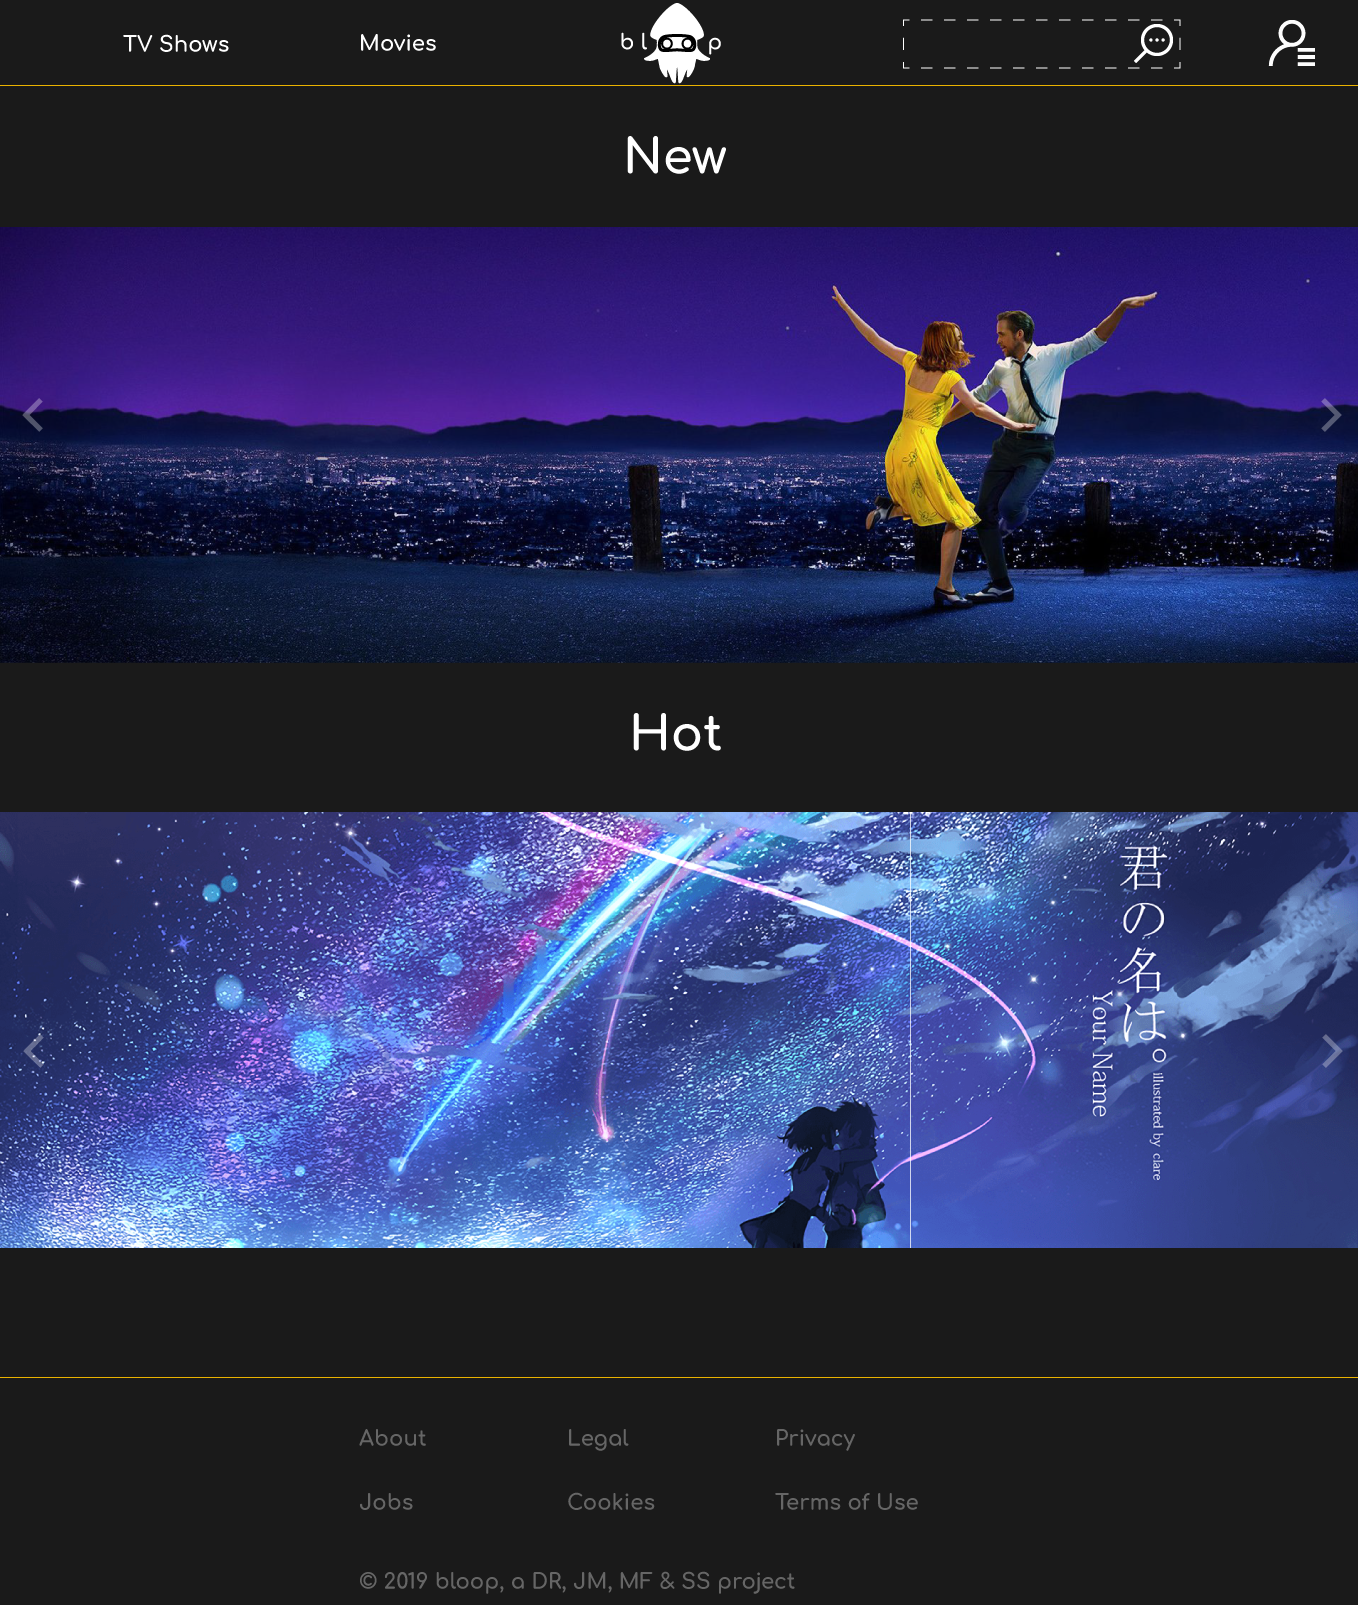 TV Shows
Movies
bl p
New
Hot
君の名は。
Your Name
illustrated by clare
About
Legal
Privacy
Jobs
Cookies
Terms of Use
© 2019 bloop, a DR, JM, MF & SS project